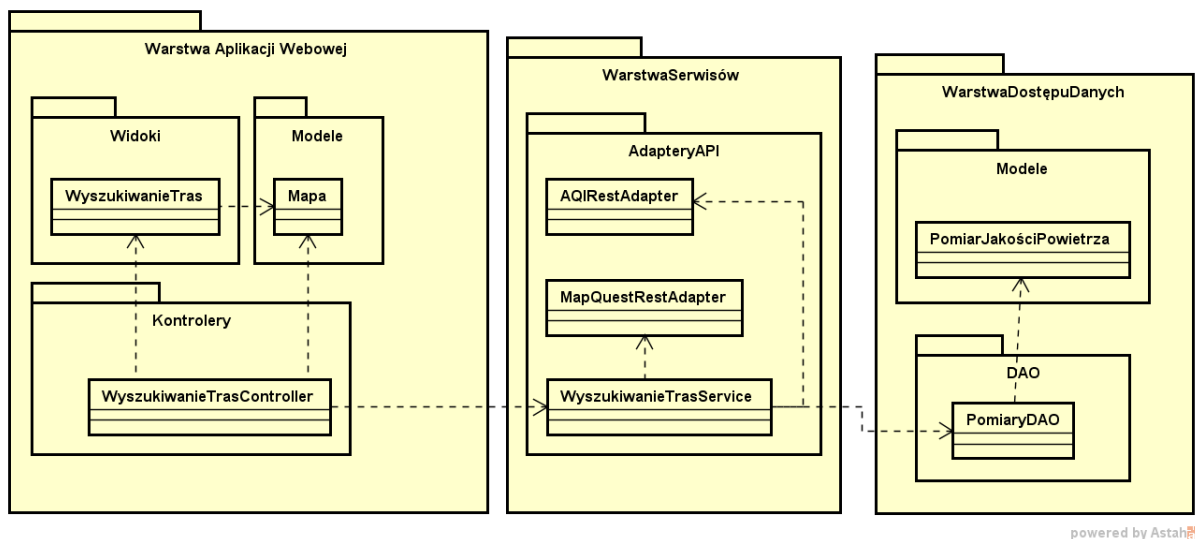 Warstwa Aplikacji Webowej
Widoki
Modele
WyszukiwanieTras
Mapa
Kontrolery
WyszukiwanieTrasController
WarstwaSerwisów
AdapteryAPI
AQIRestAdapter
MapQuestRestAdapter
WyszukiwanieTrasService
WarstwaDostępuDanych
Modele
PomiarJakościPowietrza
DAO
PomiaryDAO
powered by Astah